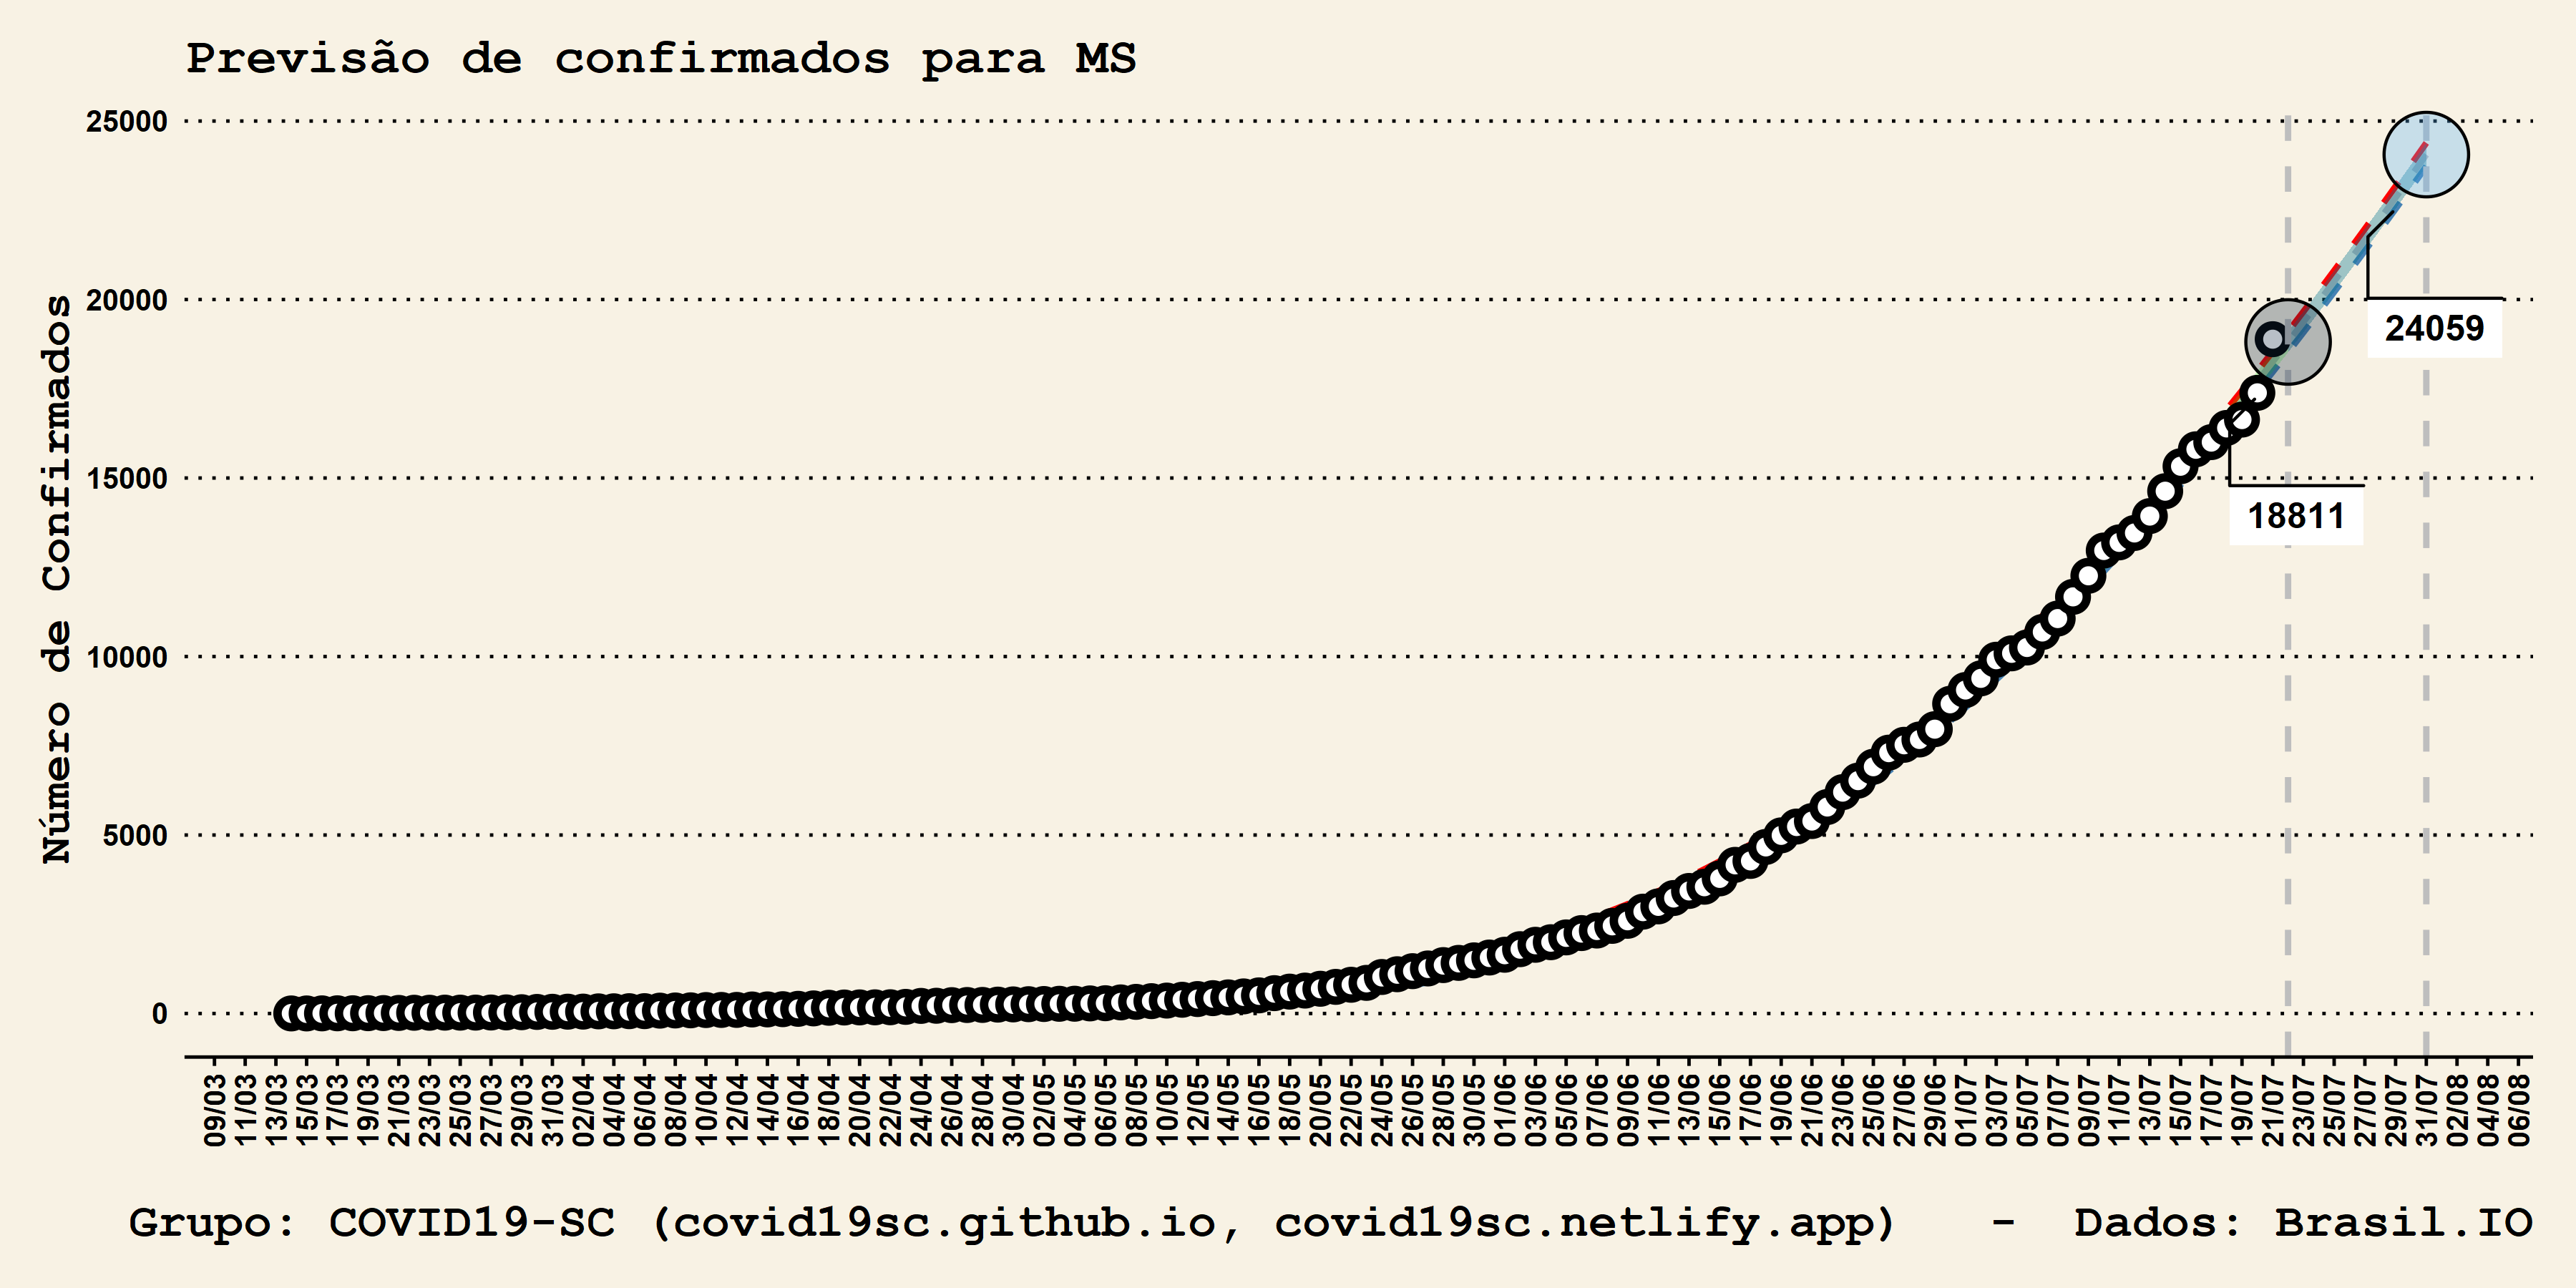 Previsão de confirmados para MS
Número de Confirmados
25000
20000
15000
10000
5000
0
24059
18811
09/03 11/03 13/03 15/03 17/03 19/03 21/03 23/03 25/03 27/03 29/03 31/03 02/04 04/04 06/04 08/04 10/04 12/04 14/04 16/04 18/04 20/04 22/04 24/04 26/04 28/04 30/04 02/05 04/05 06/05 08/05 10/05 12/05 14/05 16/05 18/05 20/05 22/05 24/05 26/05 28/05 30/05 01/06 03/06 05/06 07/06 09/06 11/06 13/06 15/06 17/06 19/06 21/06 23/06 25/06 27/06 29/06 01/07 03/07 05/07 07/07 09/07 11/07 13/07 15/07 17/07 19/07 21/07 23/07 25/07 27/07 29/07 31/07 02/08 04/08 06/08
Grupo: COVID19-SC (covid19sc.github.io, covid19sc.netlify.app) - Dados: Brasil.IO